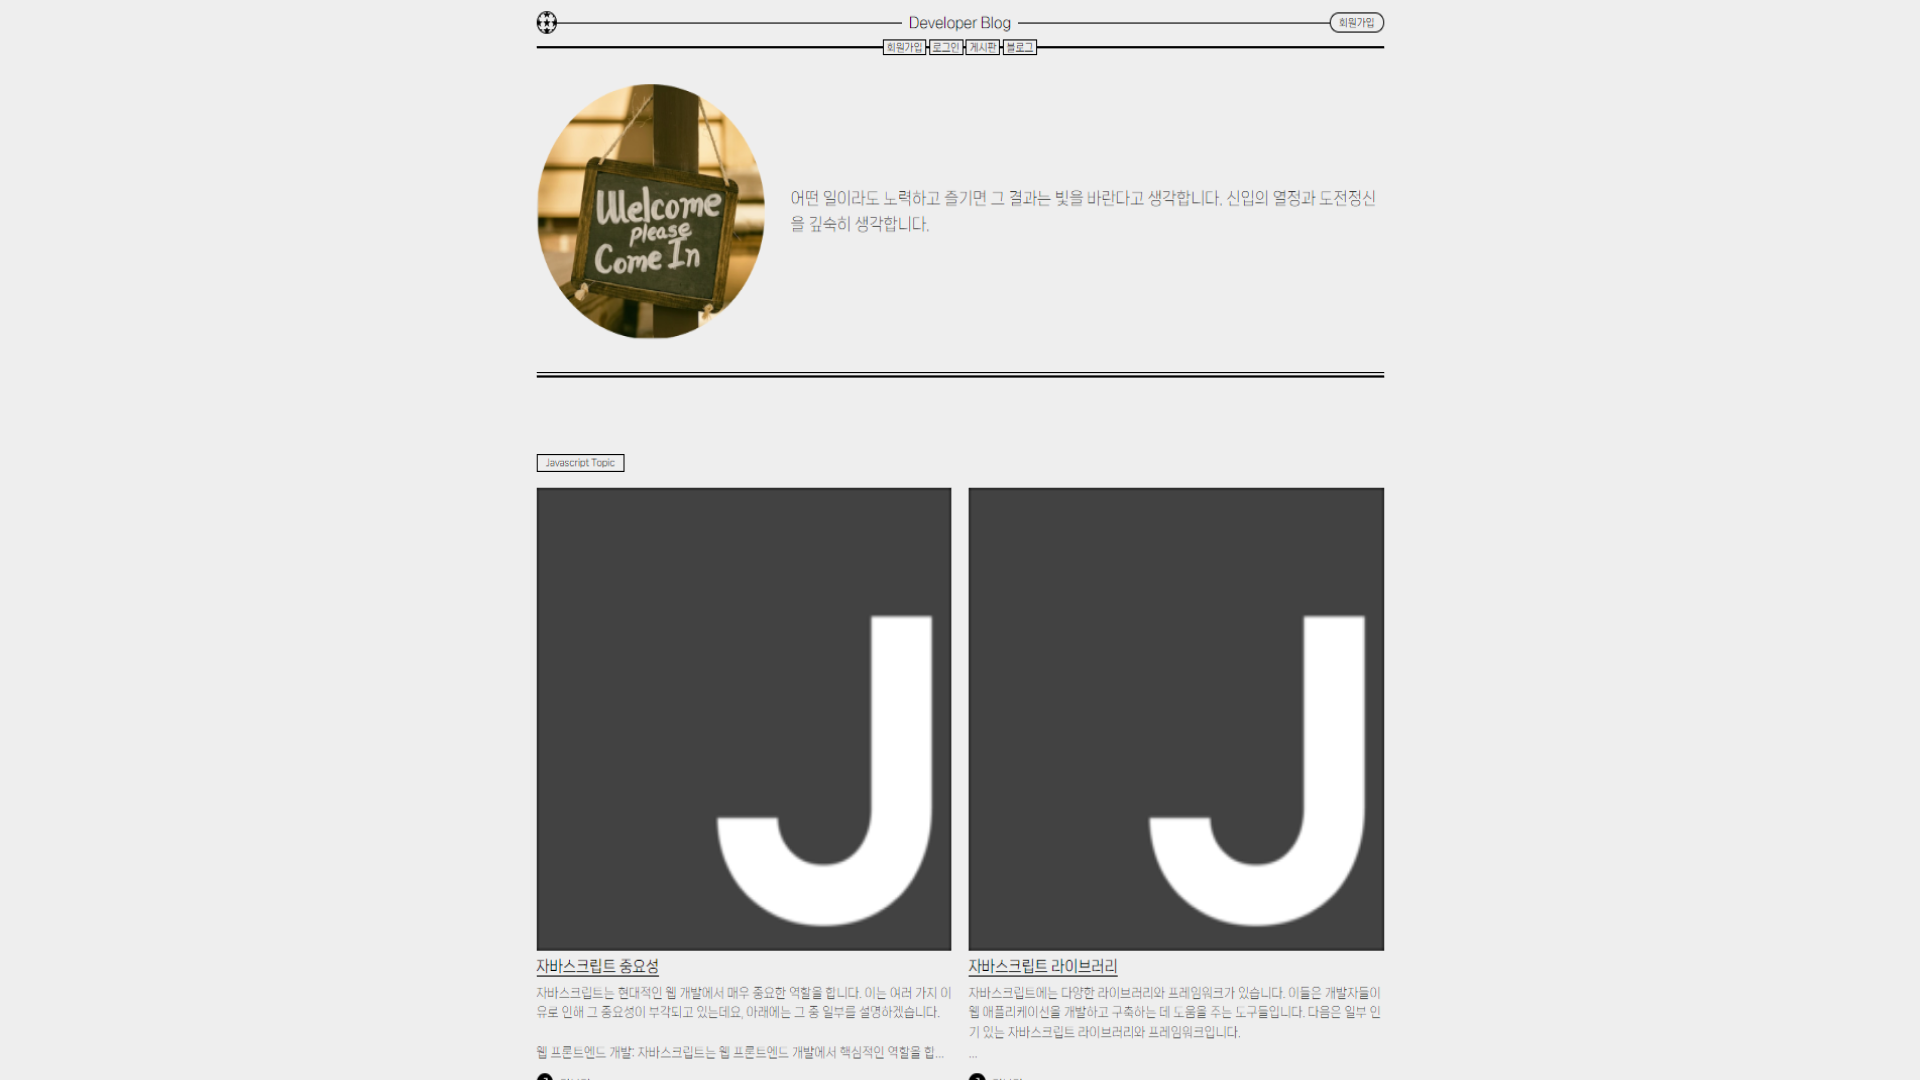 Developer Blog
회원가입
회원가입 로그인 게시판 블로그
Welcome
please
Come In
어떤 일이라도 노력하고 즐기면 그 결과는 빛을 바란다고 생각합니다. 신입의 열정과 도전정신
을 깊숙히 생각합니다.
Javascript Topic
J
J
자바스크립트 중요성
자바스크립트는 현대적인 웹 개발에서 매우 중요한 역할을 합니다. 이는 여러 가지 이
유로 인해 그 중요성이 부각되고 있는데요, 아래에는 그 중 일부를 설명하겠습니다.
웹 프론트엔드 개발: 자바스크립트는 웹 프론트엔드 개발에서 핵심적인 역할을 합...
자바스크립트 라이브러리
자바스크립트에는 다양한 라이브러리와 프레임워크가 있습니다. 이들은 개발자들이
웹 애플리케이션을 개발하고 구축하는 데 도움을 주는 도구들입니다. 다음은 일부 인
기 있는 자바스크립트 라이브러리와 프레임워크입니다.
...